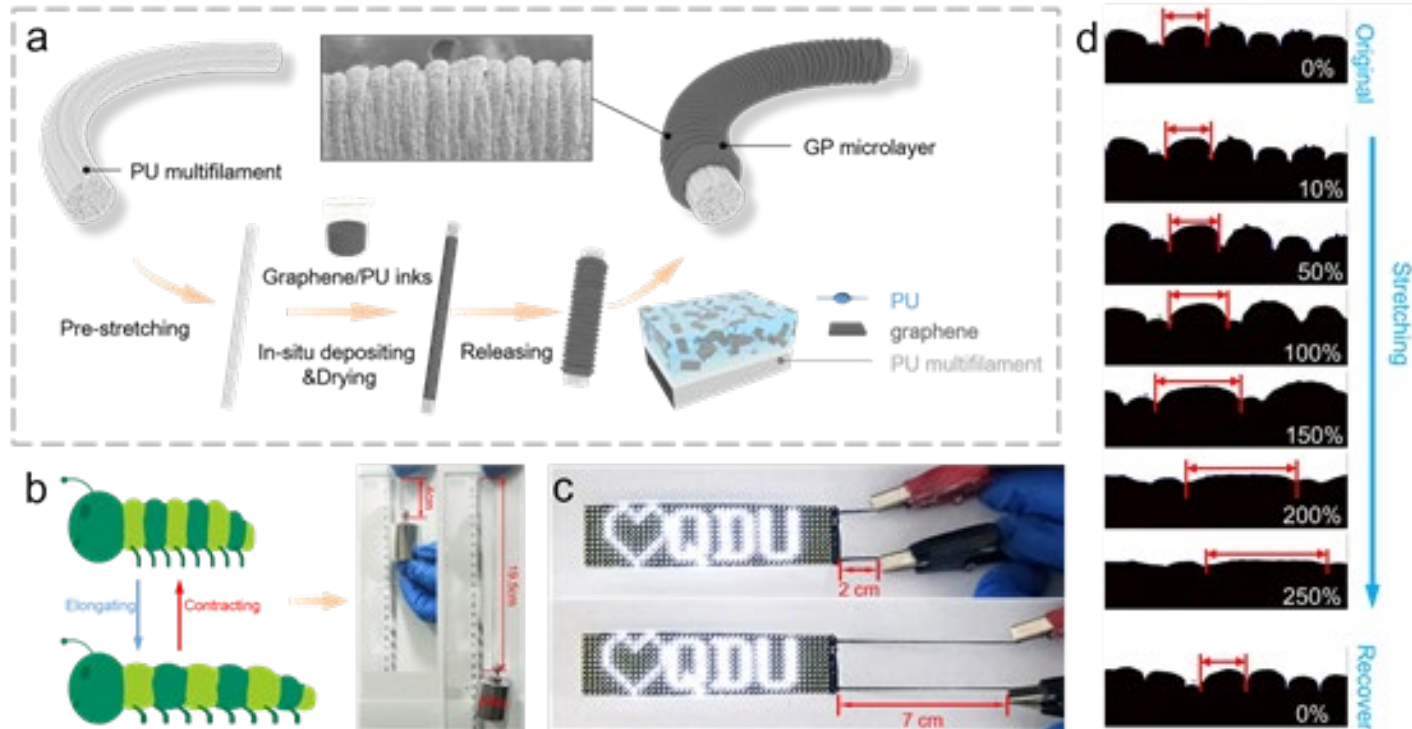 a
PU multifilament
GP microlayer
Graphene/PU inks
Pre-stretching
In-situ depositing
&Drying
Releasing
PU
graphene
PU multifilament
b
Elongating
Contracting
4cm
19.5cm
c
QDU
2 cm
QDU
7 cm
d
Original
0%
10%
50%
100%
150%
200%
250%
Stretching
0%
Recover